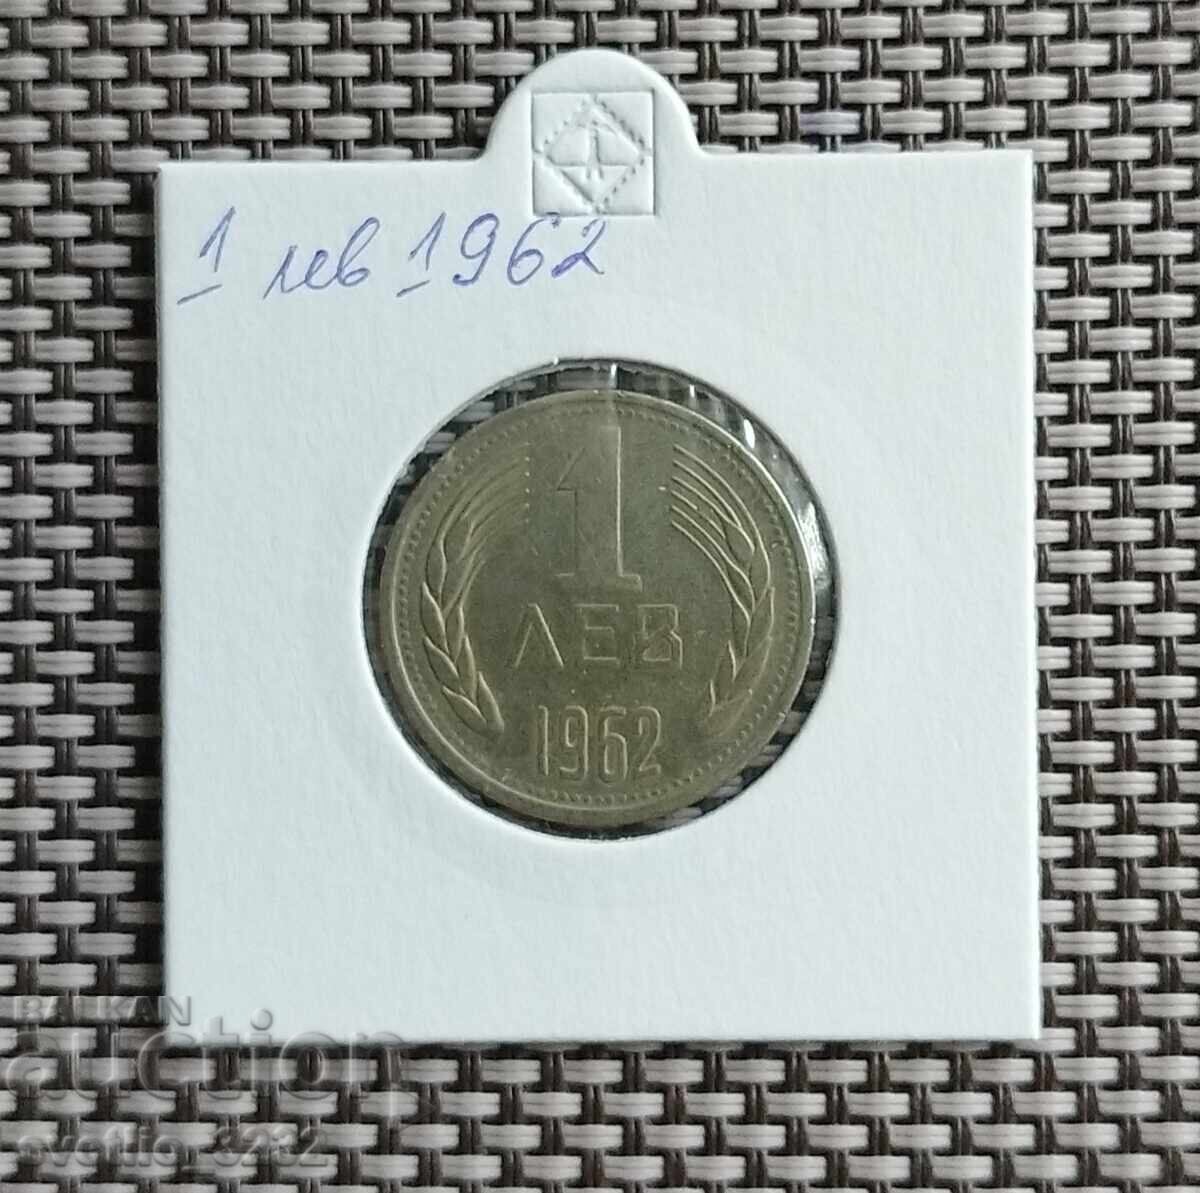 1 лев 1962
1
ЛЕВ
1962
BALKAN
auction
svetlio_3232